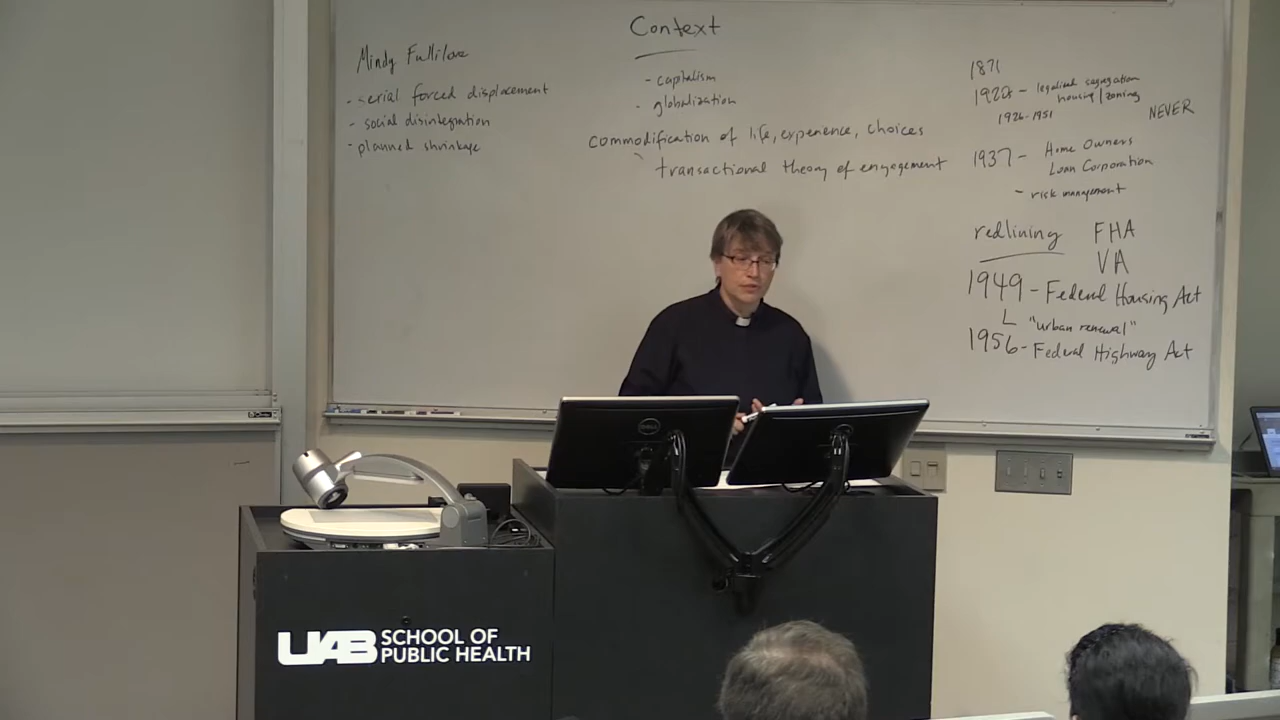 Mindy Fullilove
- serial forced displacement
- social disintegration
- planned shrinkage
Context
- capitalism
- globalization
commodification of life, experience, choices
transactional theory of engagement
1871
1920s - legalized segregation
housing/zoning
1926-1951
NEVER
1937 - Home Owners
Loan Corporation
- risk management
redlining FHA
VA
1949 - Federal Housing Act
L "urban renewal"
1956 - Federal Highway Act
DELL
UAB SCHOOL OF
PUBLIC HEALTH